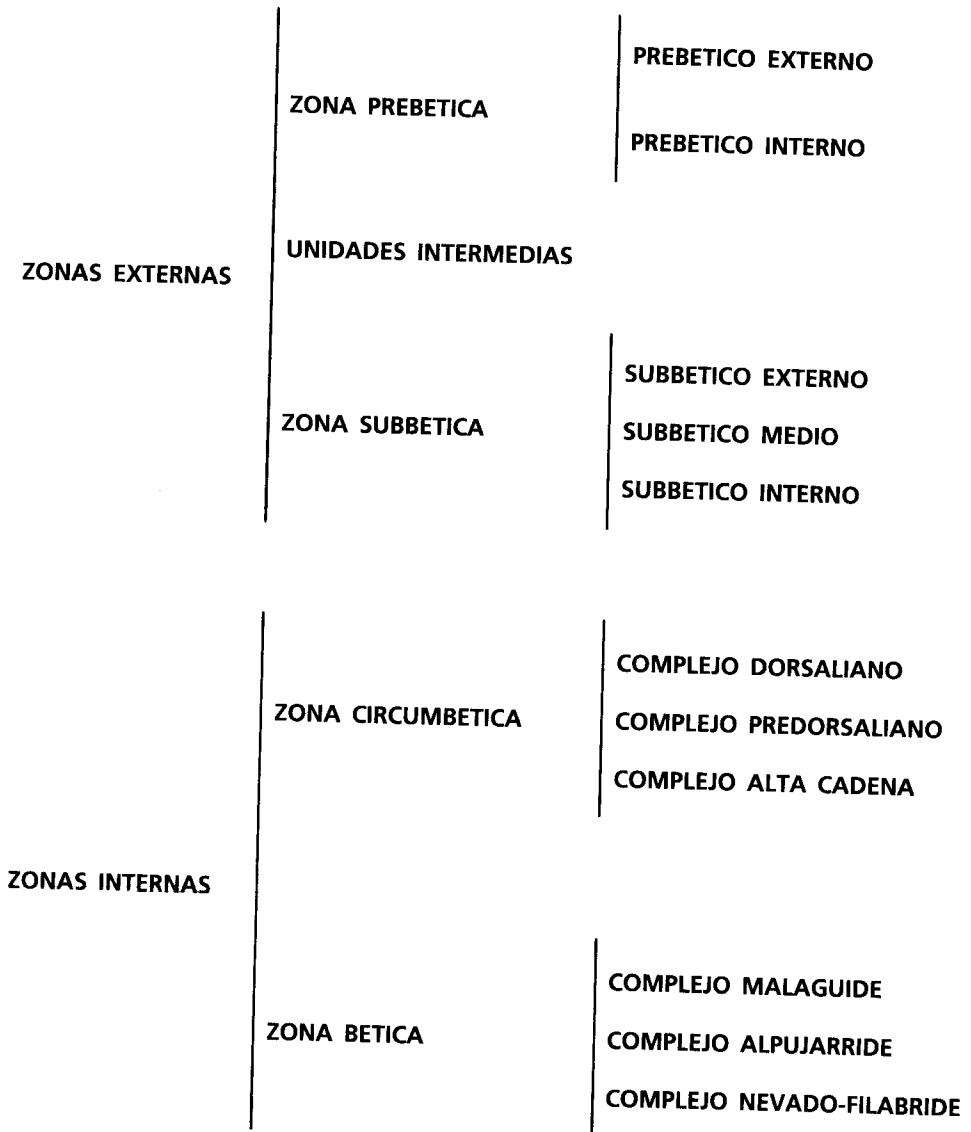 PREBETICO EXTERNO
ZONA PREBETICA
PREBETICO INTERNO
UNIDADES INTERMEDIAS
ZONAS EXTERNAS
SUBBETICO EXTERNO
ZONA SUBBETICA
SUBBETICO MEDIO
SUBBETICO INTERNO
COMPLEJO DORSALIANO
ZONA CIRCUMBETICA
COMPLEJO PREDORSALIANO
COMPLEJO ALTA CADENA
ZONAS INTERNAS
COMPLEJO MALAGUIDE
ZONA BETICA
COMPLEJO ALPUJARRIDE
COMPLEJO NEVADO-FILABRIDE